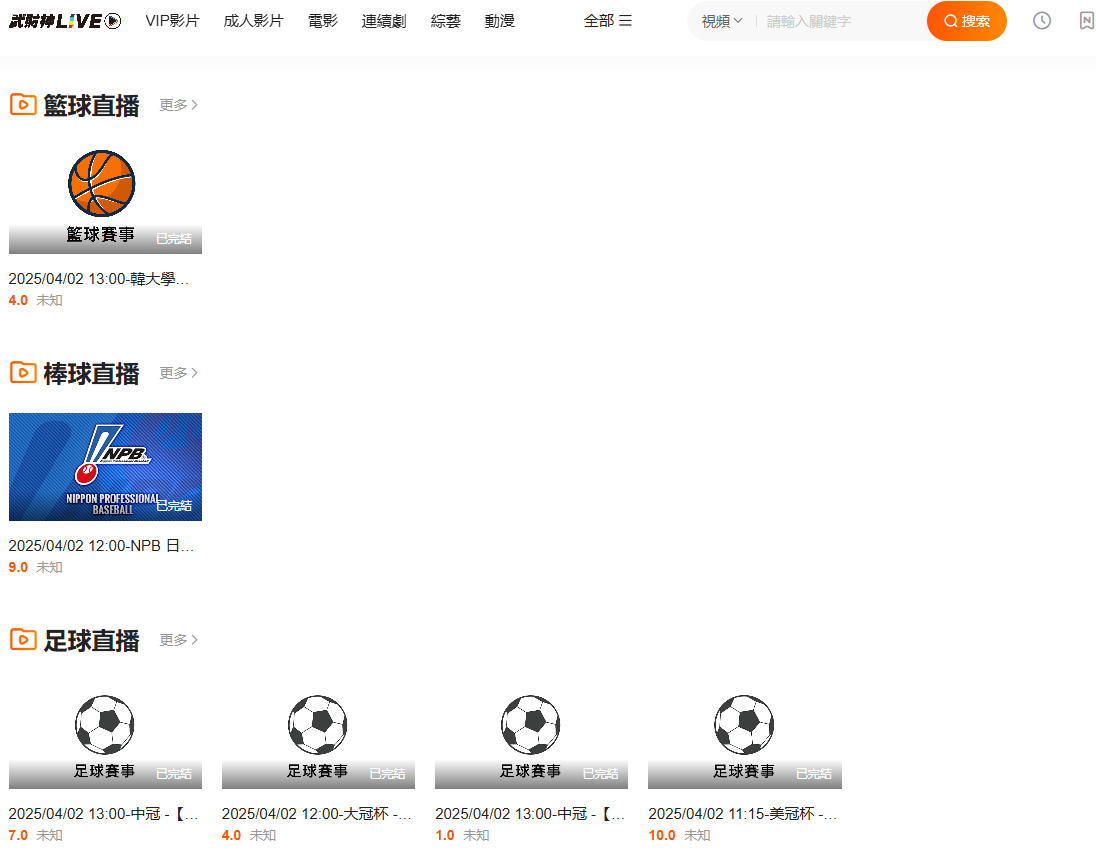 武財神LIVE VIP影片 成人影片 電影 連續劇 綜藝 動漫 全部 視頻 請輸入關鍵字 搜索
籃球直播 更多
籃球賽事 已完結
2025/04/02 13:00-韓大學...
4.0 未知
棒球直播 更多
NPB
Nippon Professional Baseball
NIPPON PROFESSIONAL
BASEBALL 已完結
2025/04/02 12:00-NPB 日...
9.0 未知
足球直播 更多
足球賽事 已完結 足球賽事 已完結 足球賽事 已完結 足球賽事 已完結
2025/04/02 13:00-中冠 -【... 2025/04/02 12:00-大冠杯 -... 2025/04/02 13:00-中冠 -【... 2025/04/02 11:15-美冠杯 -...
7.0 未知 4.0 未知 1.0 未知 10.0 未知